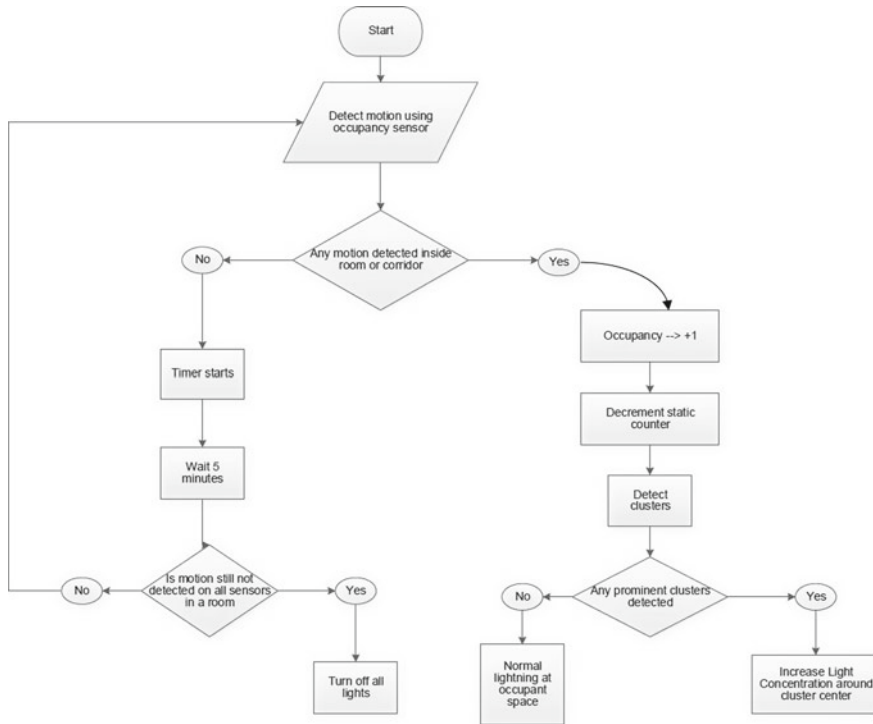 Start
Detect motion using
occupancy sensor
Any motion detected inside
room or corridor
No
Yes
Timer starts
Wait 5
minutes
Is motion still not
detected on all sensors
in a room
No
Yes
Turn off all
lights
Occupancy --> +1
Decrement static
counter
Detect
clusters
Any prominent clusters
detected
No
Yes
Normal
lightning at
occupant
space
Increase Light
Concentration around
cluster center